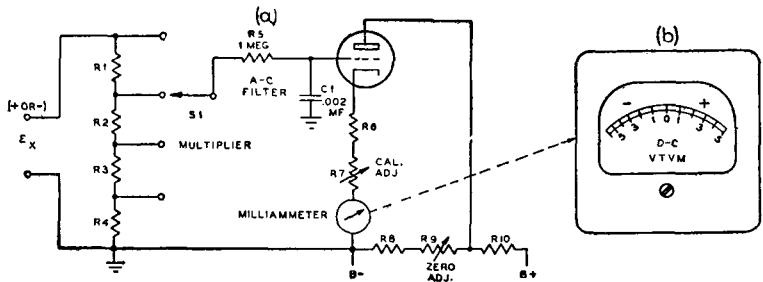 (a)
R5
1 MEG
A-C
FILTER
C1
.002
MF
R1
[+OR-]
S1
R2
Ex
MULTIPLIER
R3
R4
R6
R7
CAL.
ADJ
MILLIAMMETER
R8
R9
R10
B-
ZERO
ADJ.
B+
(b)
- +
5 3 1 0 1 3 5
D-C
VTVM